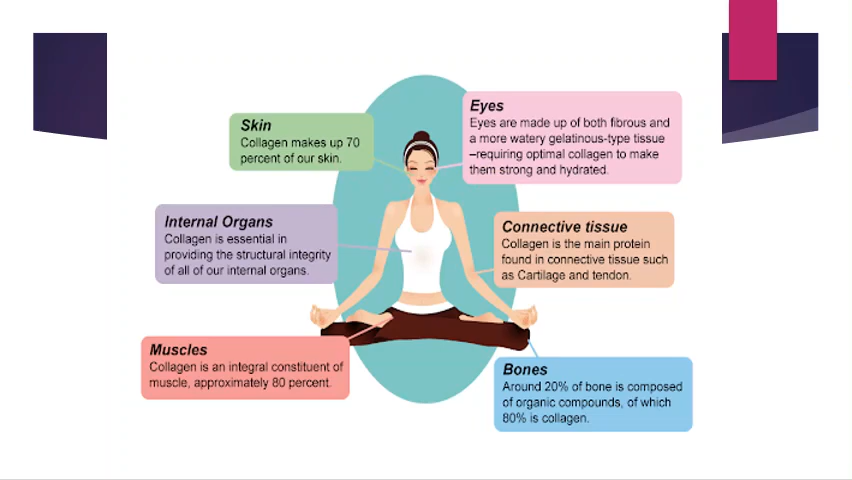 Skin
Collagen makes up 70
percent of our skin.
Eyes
Eyes are made up of both fibrous and
a more watery gelatinous-type tissue
–requiring optimal collagen to make
them strong and hydrated.
Internal Organs
Collagen is essential in
providing the structural integrity
of all of our internal organs.
Connective tissue
Collagen is the main protein
found in connective tissue such
as Cartilage and tendon.
Muscles
Collagen is an integral constituent of
muscle, approximately 80 percent.
Bones
Around 20% of bone is composed
of organic compounds, of which
80% is collagen.